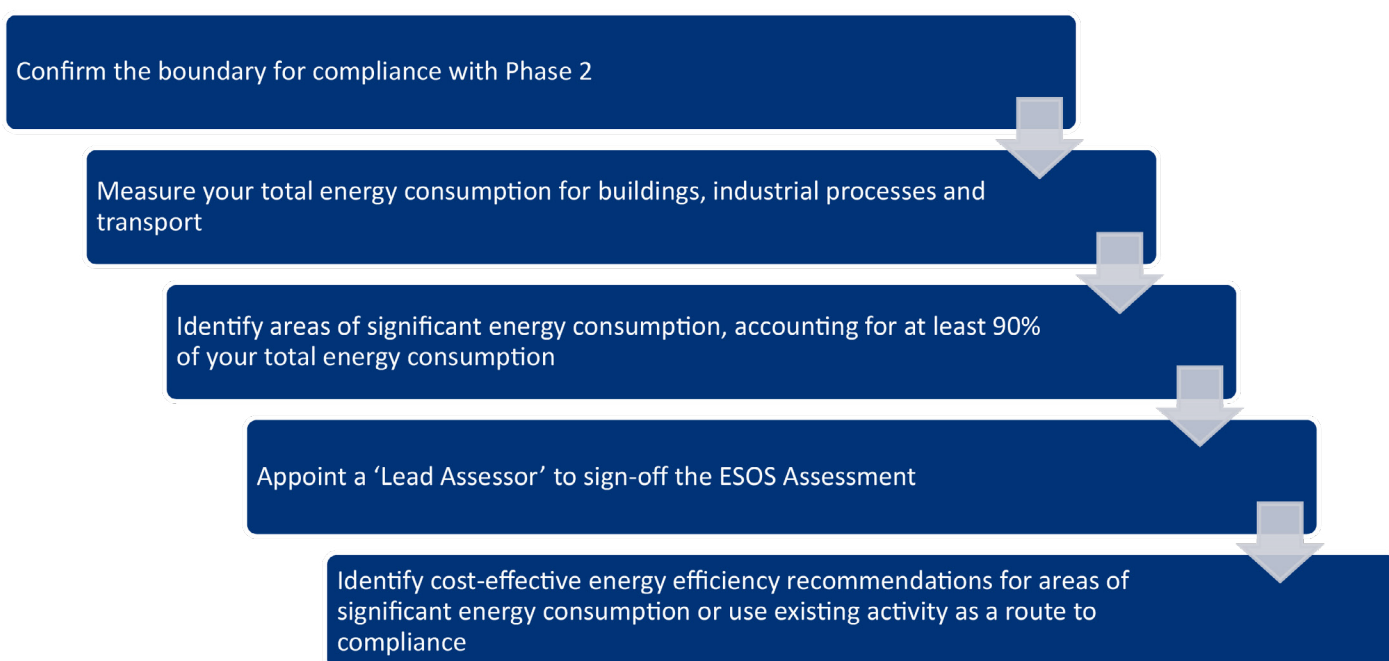 Confirm the boundary for compliance with Phase 2
Measure your total energy consumption for buildings, industrial processes and
transport
Identify areas of significant energy consumption, accounting for at least 90%
of your total energy consumption
Appoint a ‘Lead Assessor’ to sign-off the ESOS Assessment
Identify cost-effective energy efficiency recommendations for areas of
significant energy consumption or use existing activity as a route to
compliance